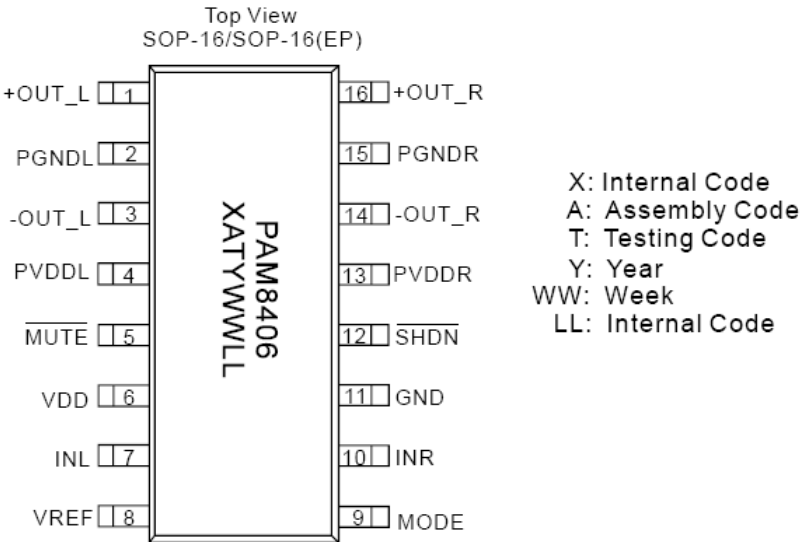 Top View
SOP-16/SOP-16(EP)
+OUT_L 1 16 +OUT_R
PGNDL 2 15 PGNDR
-OUT_L 3 14 -OUT_R
PVDDL 4 13 PVDDR
MUTE 5 12 SHDN
VDD 6 11 GND
INL 7 10 INR
VREF 8 9 MODE
PAM8406
XATYWWLL
X: Internal Code
A: Assembly Code
T: Testing Code
Y: Year
WW: Week
LL: Internal Code